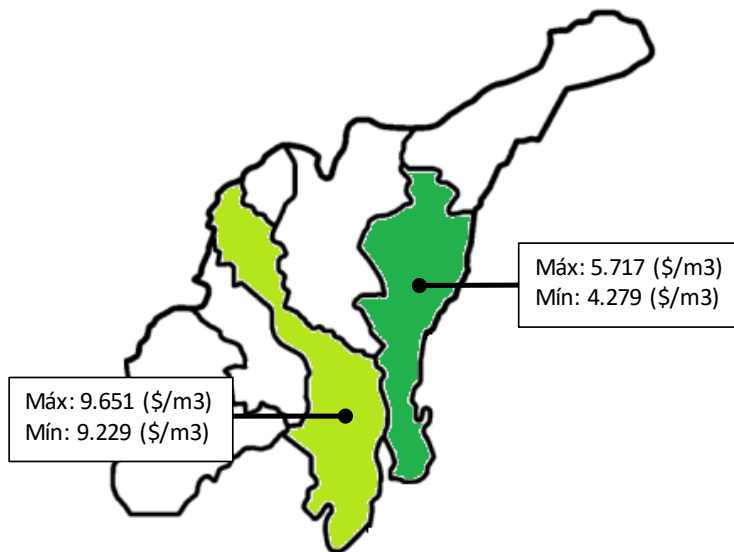 Máx: 5.717 ($/m3)
Mín: 4.279 ($/m3)
Máx: 9.651 ($/m3)
Mín: 9.229 ($/m3)